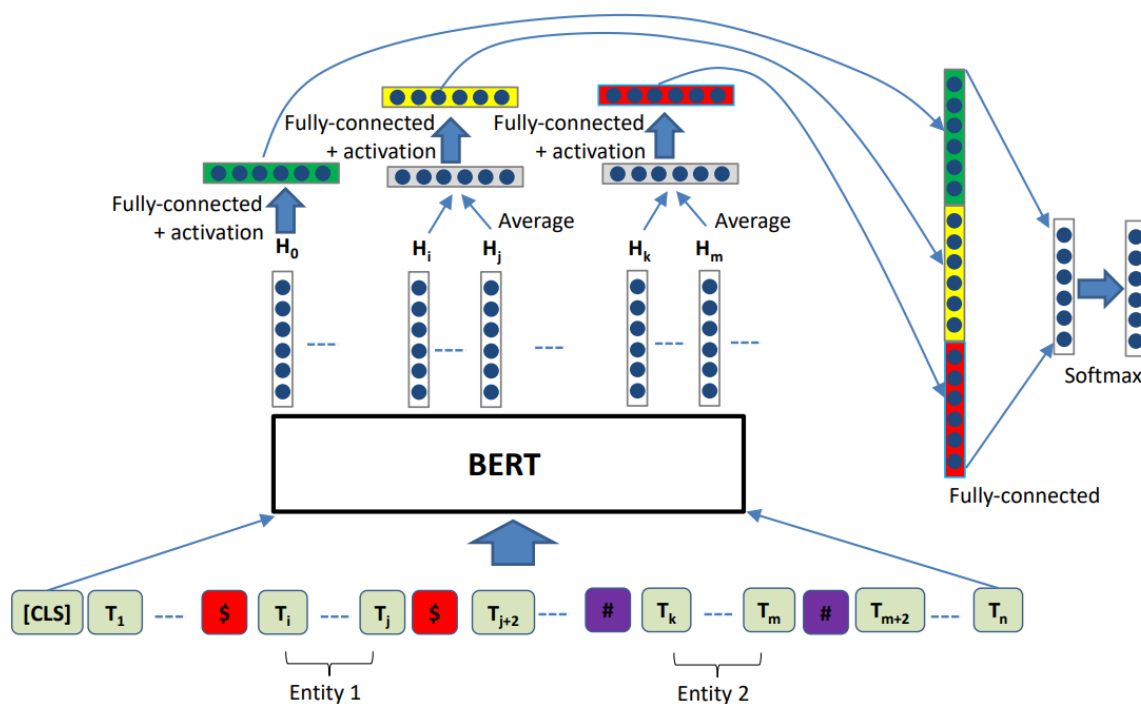 Fully-connected
+ activation
Fully-connected
+ activation
Fully-connected
+ activation
Average
Average
H₀
Hᵢ
Hⱼ
Hₖ
Hₘ
Softmax
BERT
Fully-connected
[CLS] T₁ $ Tᵢ Tⱼ $ Tⱼ₊₂ # Tₖ Tₘ # Tₘ₊₂ Tₙ
Entity 1
Entity 2